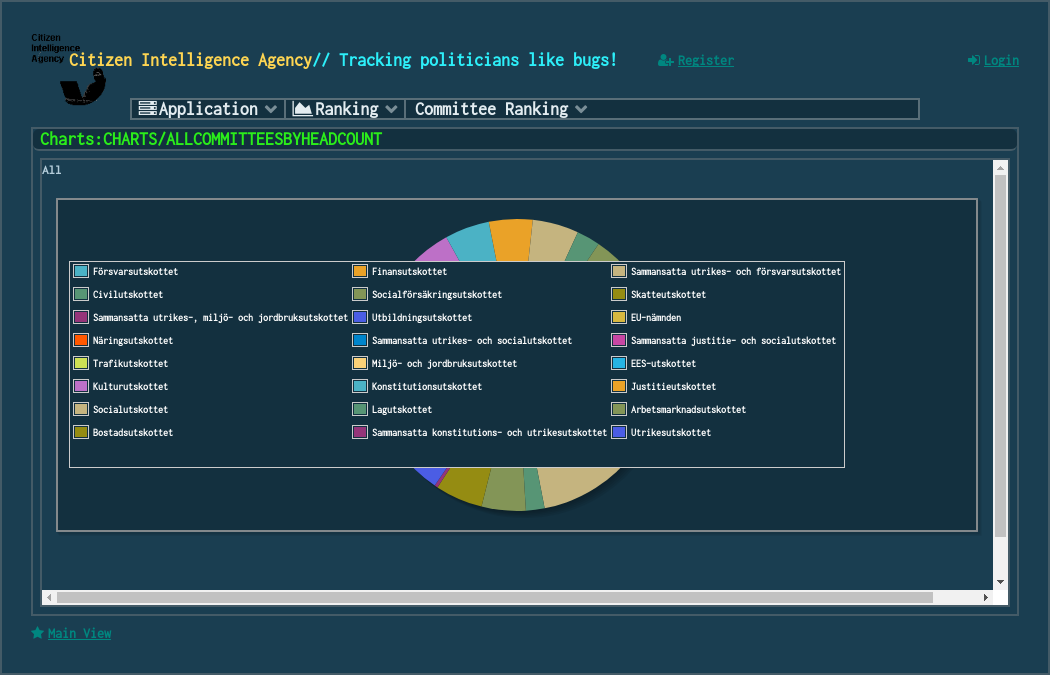 Citizen
Intelligence
Agency
Citizen Intelligence Agency// Tracking politicians like bugs!
Register
Login
Application
Ranking
Committee Ranking
Charts:CHARTS/ALLCOMMITTEESBYHEADCOUNT
All
Försvarsutskottet
Finansutskottet
Sammansatta utrikes- och försvarsutskottet
Civilutskottet
Socialförsäkringsutskottet
Skatteutskottet
Sammansatta utrikes-, miljö- och jordbruksutskottet
Utbildningsutskottet
EU-nämnden
Näringsutskottet
Sammansatta utrikes- och socialutskottet
Sammansatta justitie- och socialutskottet
Trafikutskottet
Miljö- och jordbruksutskottet
EES-utskottet
Kulturutskottet
Konstitutionsutskottet
Justitieutskottet
Socialutskottet
Lagutskottet
Arbetsmarknadsutskottet
Bostadsutskottet
Sammansatta konstitutions- och utrikesutskottet
Utrikesutskottet
Main View